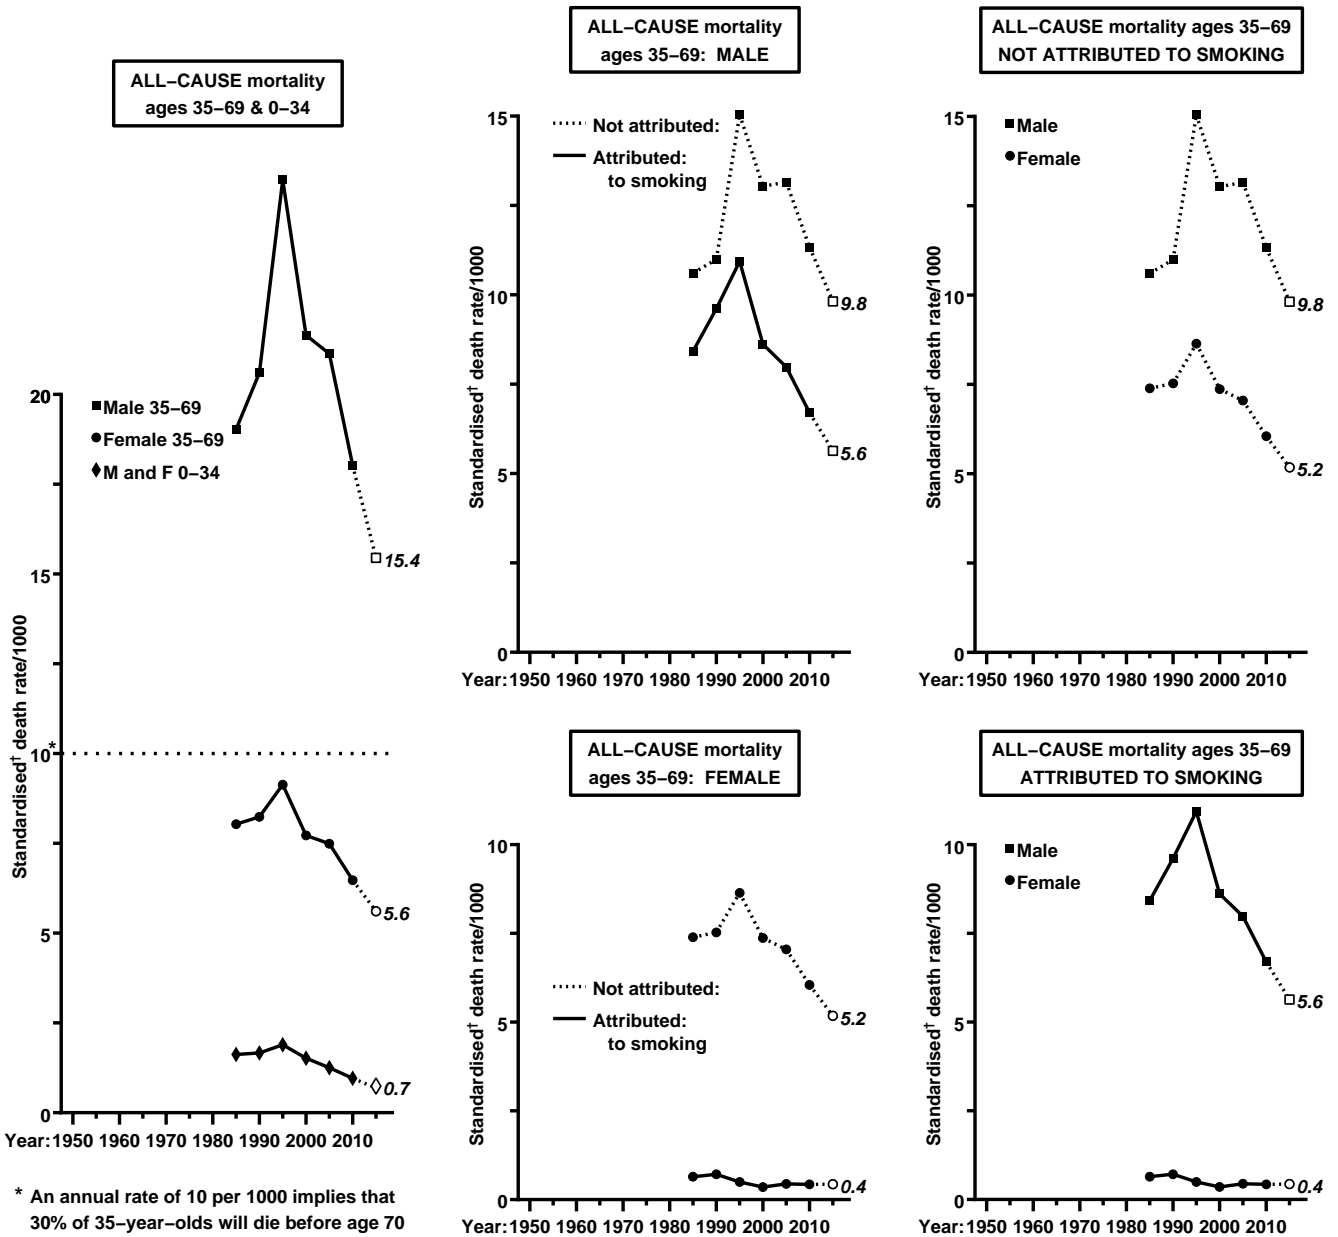 ALL−CAUSE mortality
ages 35−69 & 0−34
20
15
10
5
0
*
Standardised† death rate/1000
Male 35−69
Female 35−69
M and F 0−34
15.4
5.6
0.7
Year: 1950 1960 1970 1980 1990 2000 2010
* An annual rate of 10 per 1000 implies that
30% of 35−year−olds will die before age 70
ALL−CAUSE mortality
ages 35−69: MALE
15
10
5
0
Standardised† death rate/1000
Not attributed:
Attributed:
to smoking
9.8
5.6
Year: 1950 1960 1970 1980 1990 2000 2010
ALL−CAUSE mortality ages 35−69
NOT ATTRIBUTED TO SMOKING
15
10
5
0
Standardised† death rate/1000
Male
Female
9.8
5.2
Year: 1950 1960 1970 1980 1990 2000 2010
ALL−CAUSE mortality
ages 35−69: FEMALE
10
5
0
Standardised† death rate/1000
Not attributed:
Attributed:
to smoking
5.2
0.4
Year: 1950 1960 1970 1980 1990 2000 2010
ALL−CAUSE mortality ages 35−69
ATTRIBUTED TO SMOKING
10
5
0
Standardised† death rate/1000
Male
Female
5.6
0.4
Year: 1950 1960 1970 1980 1990 2000 2010